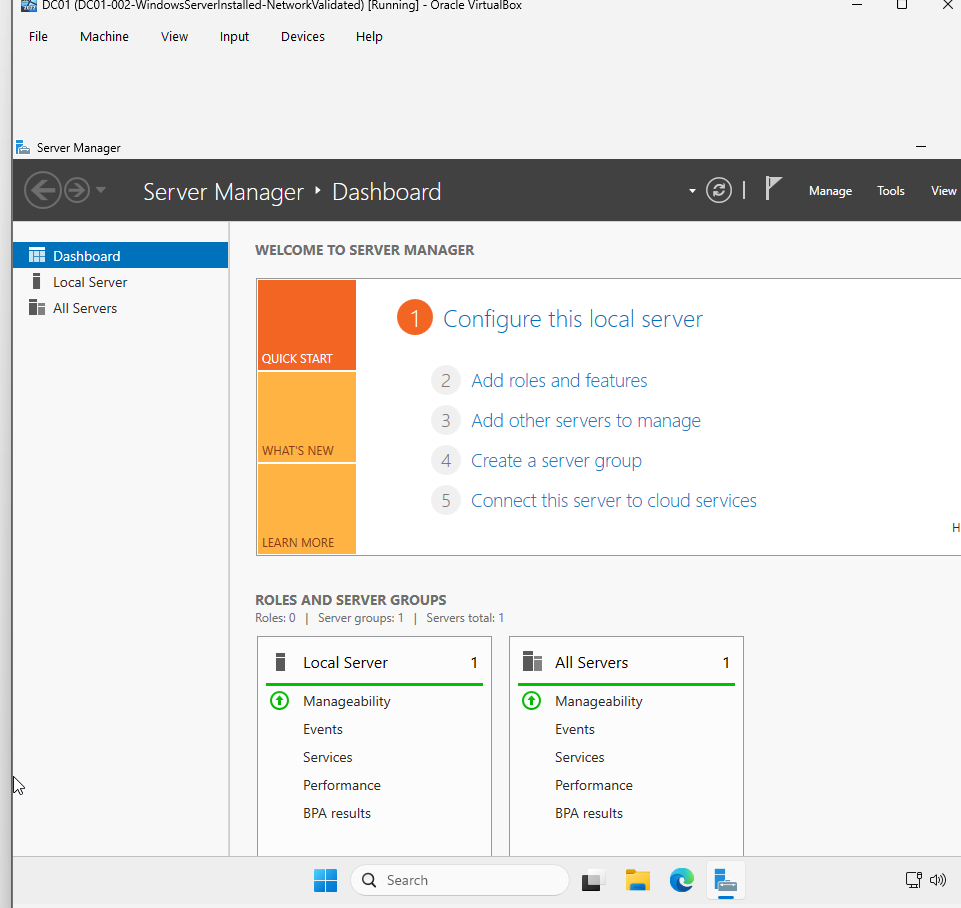 DC01 (DC01-002-WindowsServerInstalled-NetworkValidated) [Running] - Oracle VirtualBox
File Machine View Input Devices Help
Server Manager
Server Manager Dashboard Manage Tools View
Dashboard
Local Server
All Servers
WELCOME TO SERVER MANAGER
QUICK START
WHAT'S NEW
LEARN MORE
1 Configure this local server
2 Add roles and features
3 Add other servers to manage
4 Create a server group
5 Connect this server to cloud services
H
ROLES AND SERVER GROUPS
Roles: 0 | Server groups: 1 | Servers total: 1
Local Server 1
Manageability
Events
Services
Performance
BPA results
All Servers 1
Manageability
Events
Services
Performance
BPA results
Search